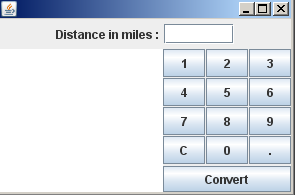 Distance in miles :
1 2 3
4 5 6
7 8 9
C 0 .
Convert